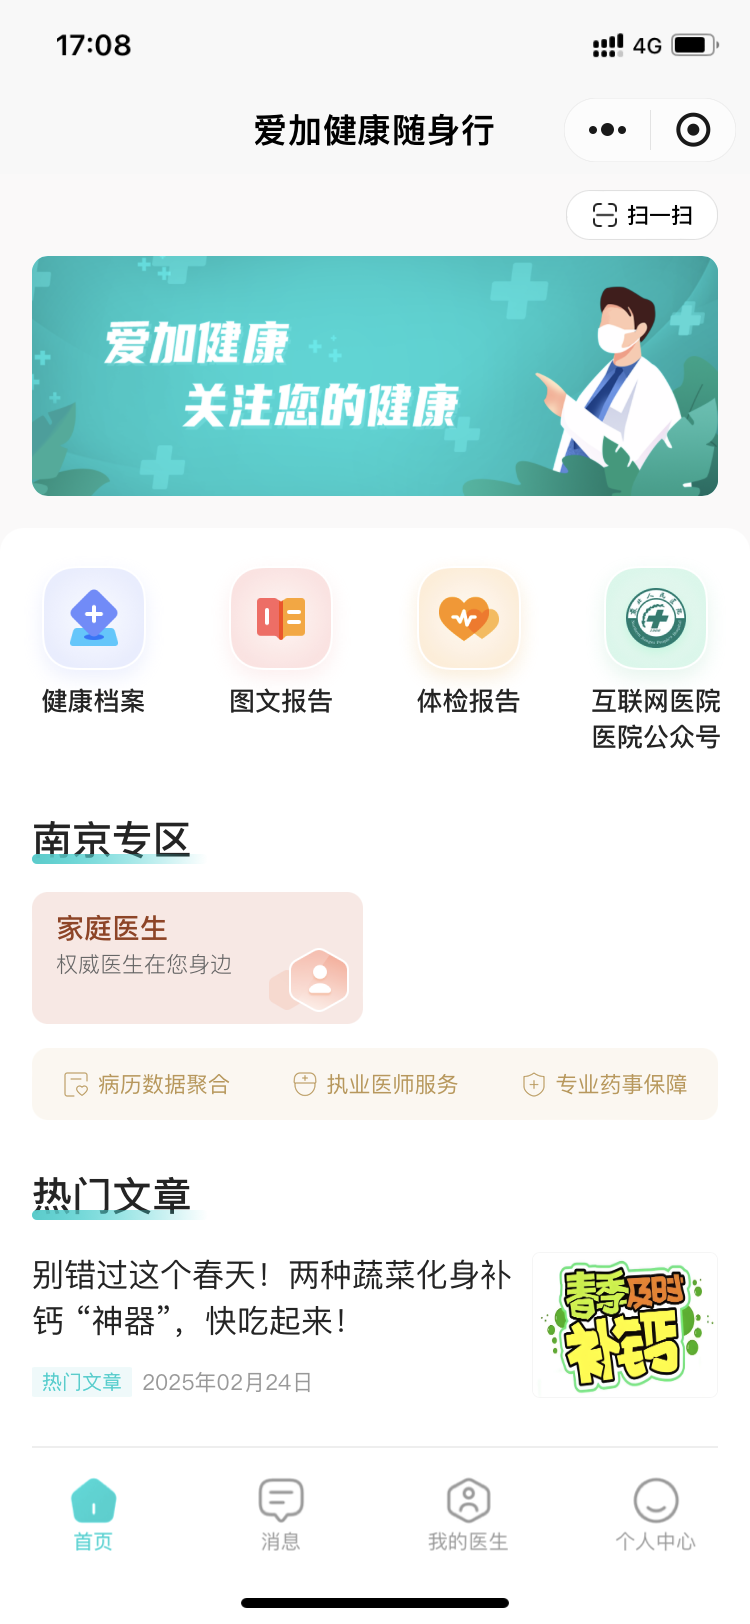 17:08
4G
爱加健康随身行
扫一扫
爱加健康
关注您的健康
健康档案
图文报告
体检报告
互联网医院
医院公众号
南京专区
家庭医生
权威医生在您身边
病历数据聚合
执业医师服务
专业药事保障
热门文章
别错过这个春天！两种蔬菜化身补
钙“神器”，快吃起来！
春季及时
补钙
热门文章
2025年02月24日
首页
消息
我的医生
个人中心